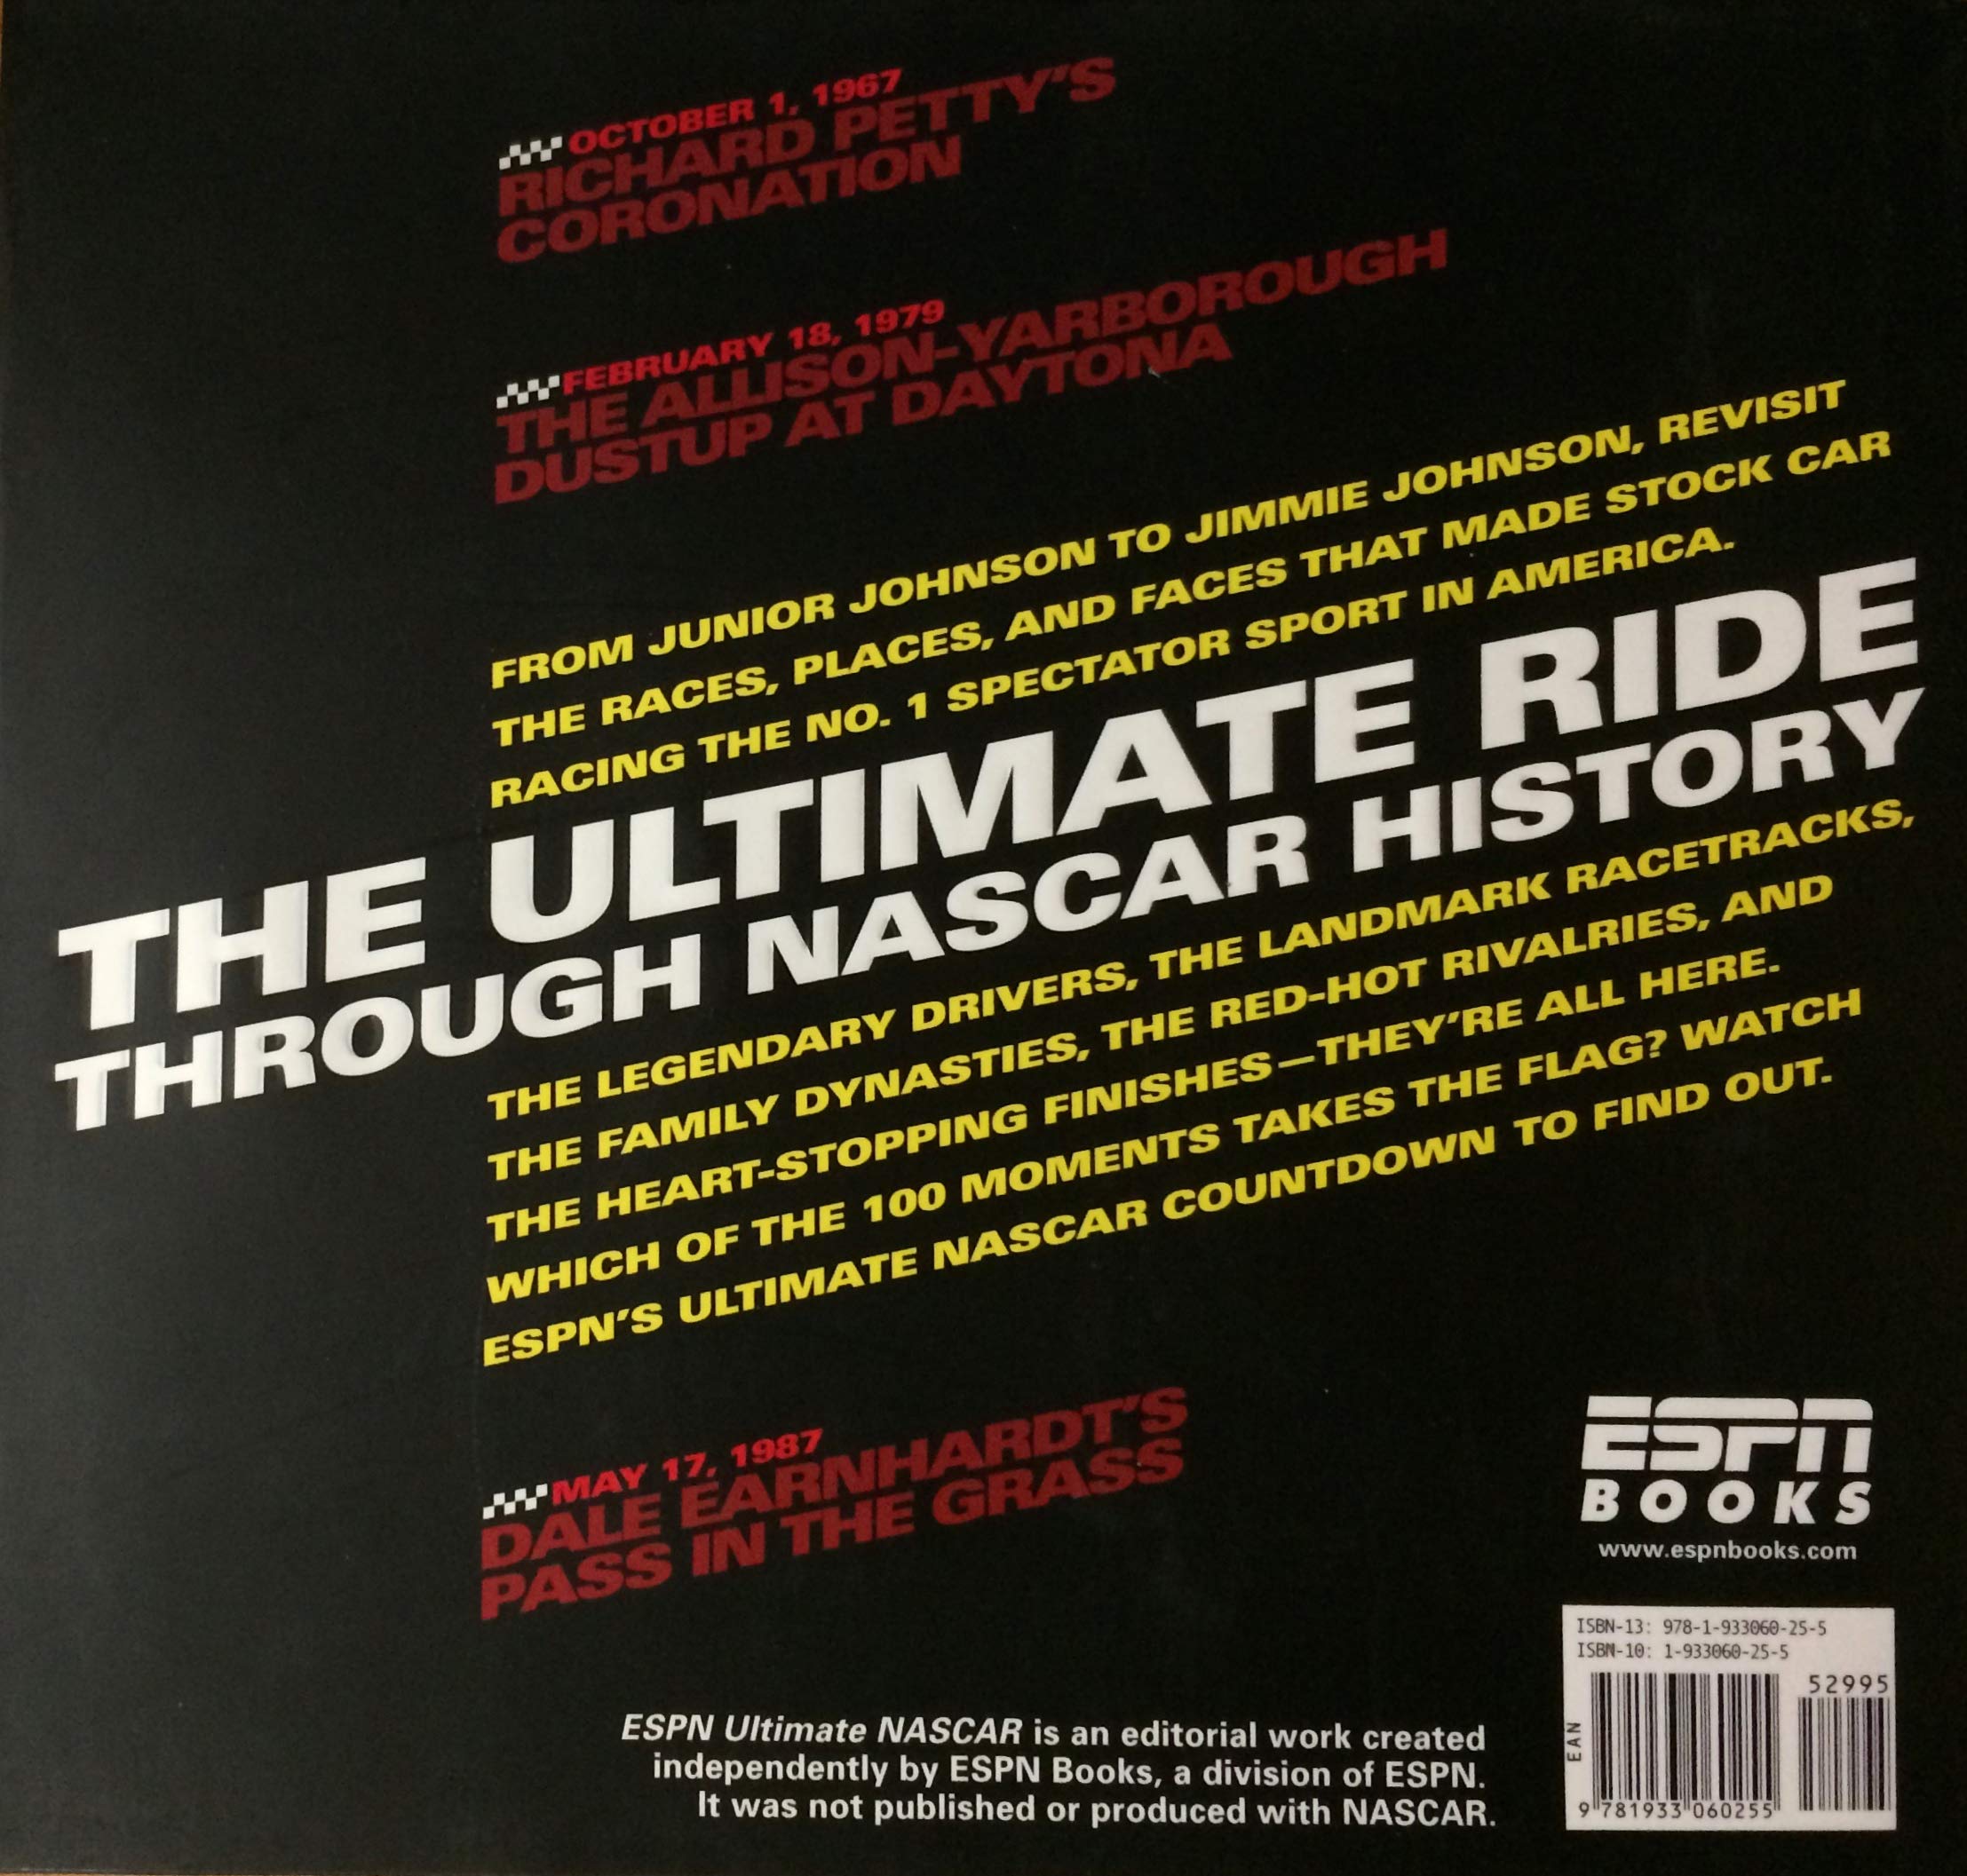 OCTOBER 1, 1967
RICHARD PETTY'S
CORONATION
FEBRUARY 18, 1979
THE ALLISON-YARBOROUGH
DUSTUP AT DAYTONA
FROM JUNIOR JOHNSON TO JIMMIE JOHNSON, REVISIT
THE RACES, PLACES, AND FACES THAT MADE STOCK CAR
RACING THE NO. 1 SPECTATOR SPORT IN AMERICA.
THE ULTIMATE RIDE
THROUGH NASCAR HISTORY
THE LEGENDARY DRIVERS, THE LANDMARK RACETRACKS,
THE FAMILY DYNASTIES, THE RED-HOT RIVALRIES, AND
THE HEART-STOPPING FINISHES—THEY'RE ALL HERE.
WHICH OF THE 100 MOMENTS TAKES THE FLAG? WATCH
ESPN'S ULTIMATE NASCAR COUNTDOWN TO FIND OUT.
MAY 17, 1987
DALE EARNHARDT'S
PASS IN THE GRASS
ESPN
BOOKS
www.espnbooks.com
ISBN-13: 978-1-933060-25-5
ISBN-10: 1-933060-25-5
52995
EAN
9 781933 060255
ESPN Ultimate NASCAR is an editorial work created
independently by ESPN Books, a division of ESPN.
It was not published or produced with NASCAR.